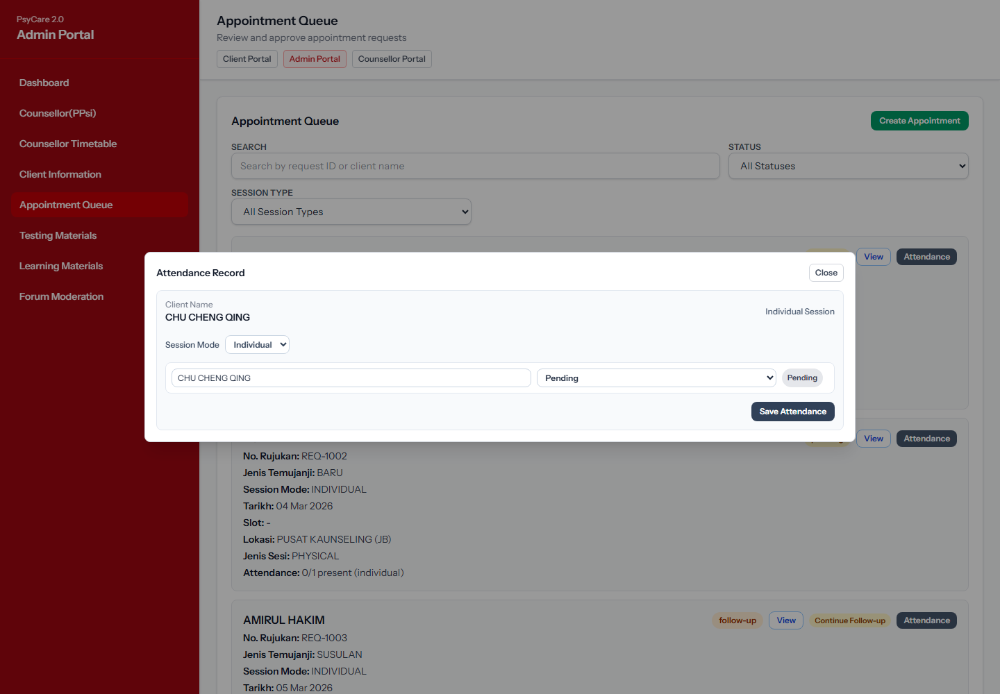 PsyCare 2.0
Admin Portal
Dashboard
Counsellor(PPsi)
Counsellor Timetable
Client Information
Appointment Queue
Testing Materials
Learning Materials
Forum Moderation
Appointment Queue
Review and approve appointment requests
Client Portal
Admin Portal
Counsellor Portal
Appointment Queue
Create Appointment
SEARCH
Search by request ID or client name
STATUS
All Statuses
SESSION TYPE
All Session Types
View
Attendance
Attendance Record
Close
Client Name
CHU CHENG QING
Individual Session
Session Mode
Individual
CHU CHENG QING
Pending
Pending
Save Attendance
View
Attendance
No. Rujukan: REQ-1002
Jenis Temujanji: BARU
Session Mode: INDIVIDUAL
Tarikh: 04 Mar 2026
Slot: -
Lokasi: PUSAT KAUNSELING (JB)
Jenis Sesi: PHYSICAL
Attendance: 0/1 present (individual)
AMIRUL HAKIM
follow-up
View
Continue Follow-up
Attendance
No. Rujukan: REQ-1003
Jenis Temujanji: SUSULAN
Session Mode: INDIVIDUAL
Tarikh: 05 Mar 2026